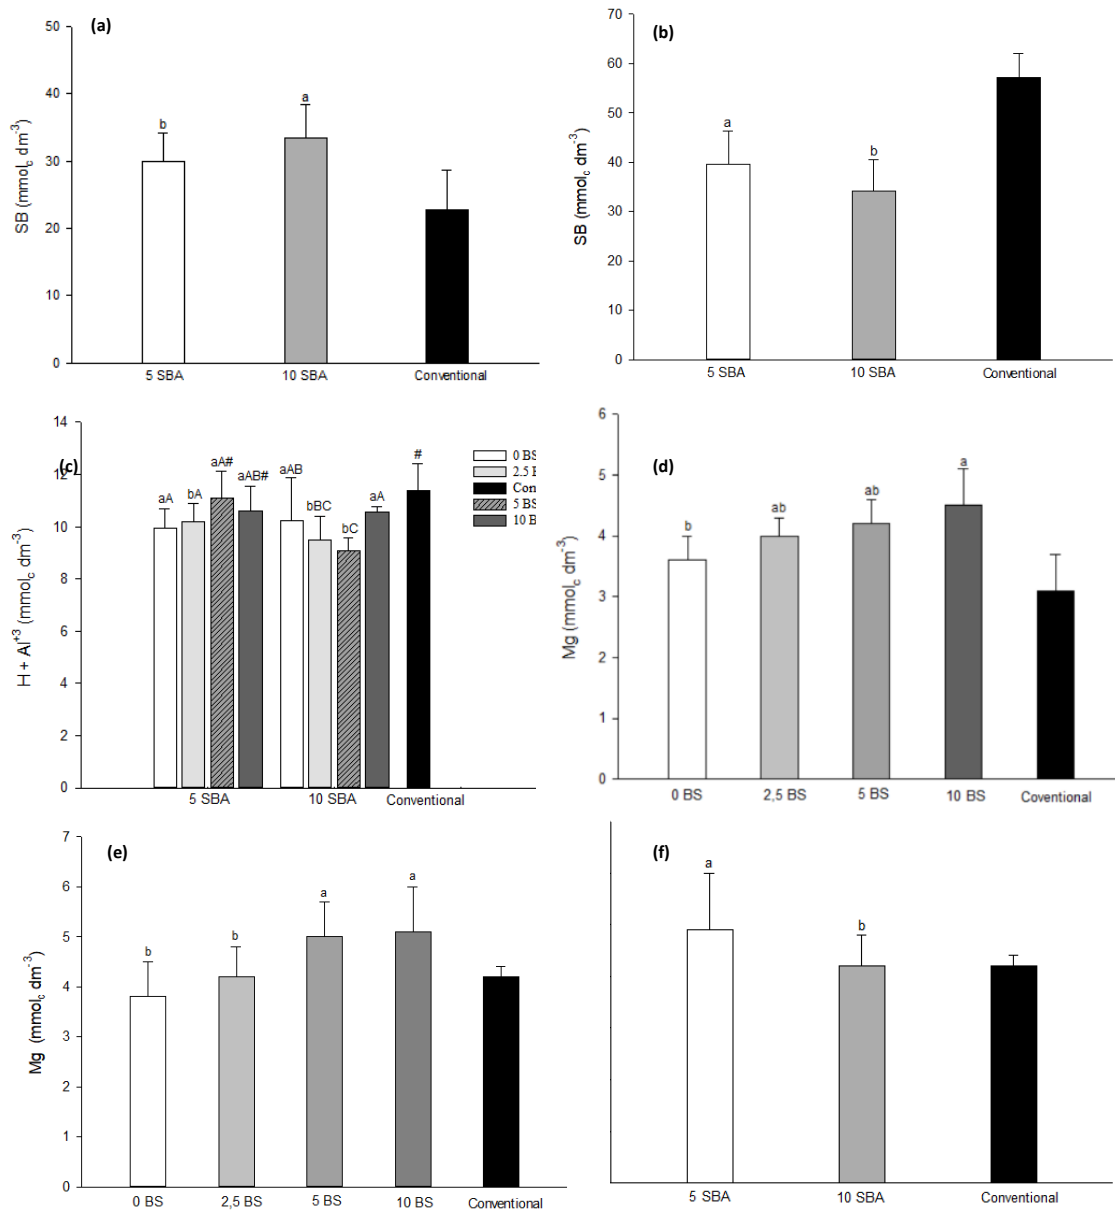 (a)
50
40
30
20
10
0
SB (mmolc dm-3)
b
a
5 SBA 10 SBA Conventional
(b)
70
60
50
40
30
20
10
0
SB (mmolc dm-3)
a
b
5 SBA 10 SBA Conventional
(c)
14
12
10
8
6
4
2
0
H + Al+3 (mmolc dm-3)
aA bA aA# aAB# aAB bBC bC aA #
0 BS
2.5 B
Con
5 BS
10 B
5 SBA 10 SBA Conventional
(d)
6
5
4
3
2
1
0
Mg (mmolc dm-3)
b ab ab a
0 BS 2,5 BS 5 BS 10 BS Coventional
(e)
7
6
5
4
3
2
1
0
Mg (mmolc dm-3)
b b a a
0 BS 2,5 BS 5 BS 10 BS Conventional
(f)
a
b
5 SBA 10 SBA Conventional